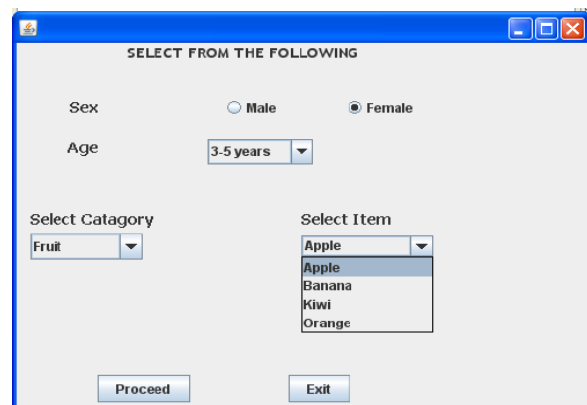 SELECT FROM THE FOLLOWING
Sex Male Female
Age 3-5 years
Select Catagory Select Item
Fruit Apple
Apple
Banana
Kiwi
Orange
Proceed Exit